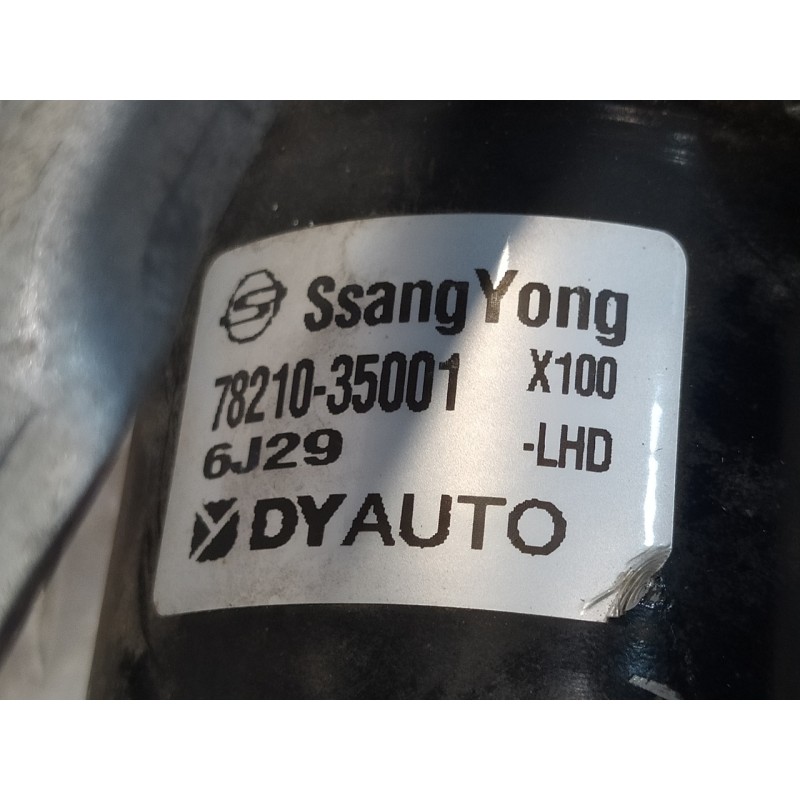 SsangYong
78210-35001 X100
6J29 -LHD
DYAUTO